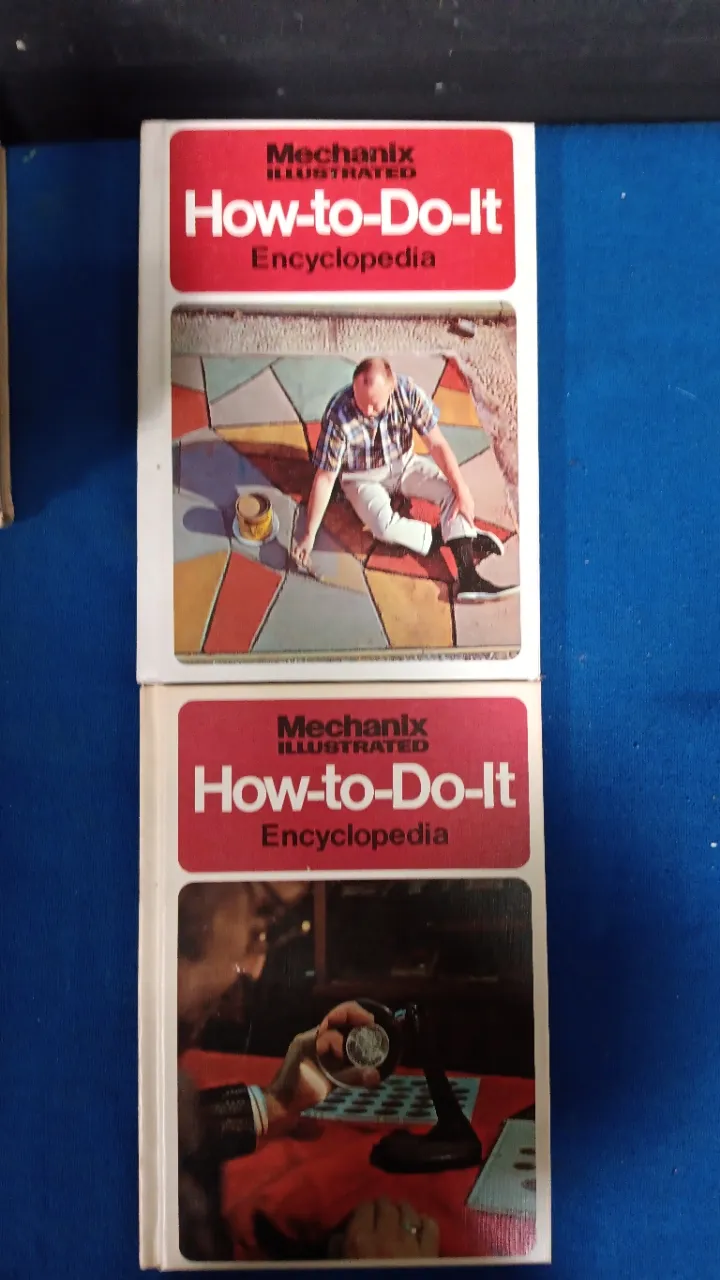 Mechanix
ILLUSTRATED
How-to-Do-It
Encyclopedia
Mechanix
ILLUSTRATED
How-to-Do-It
Encyclopedia